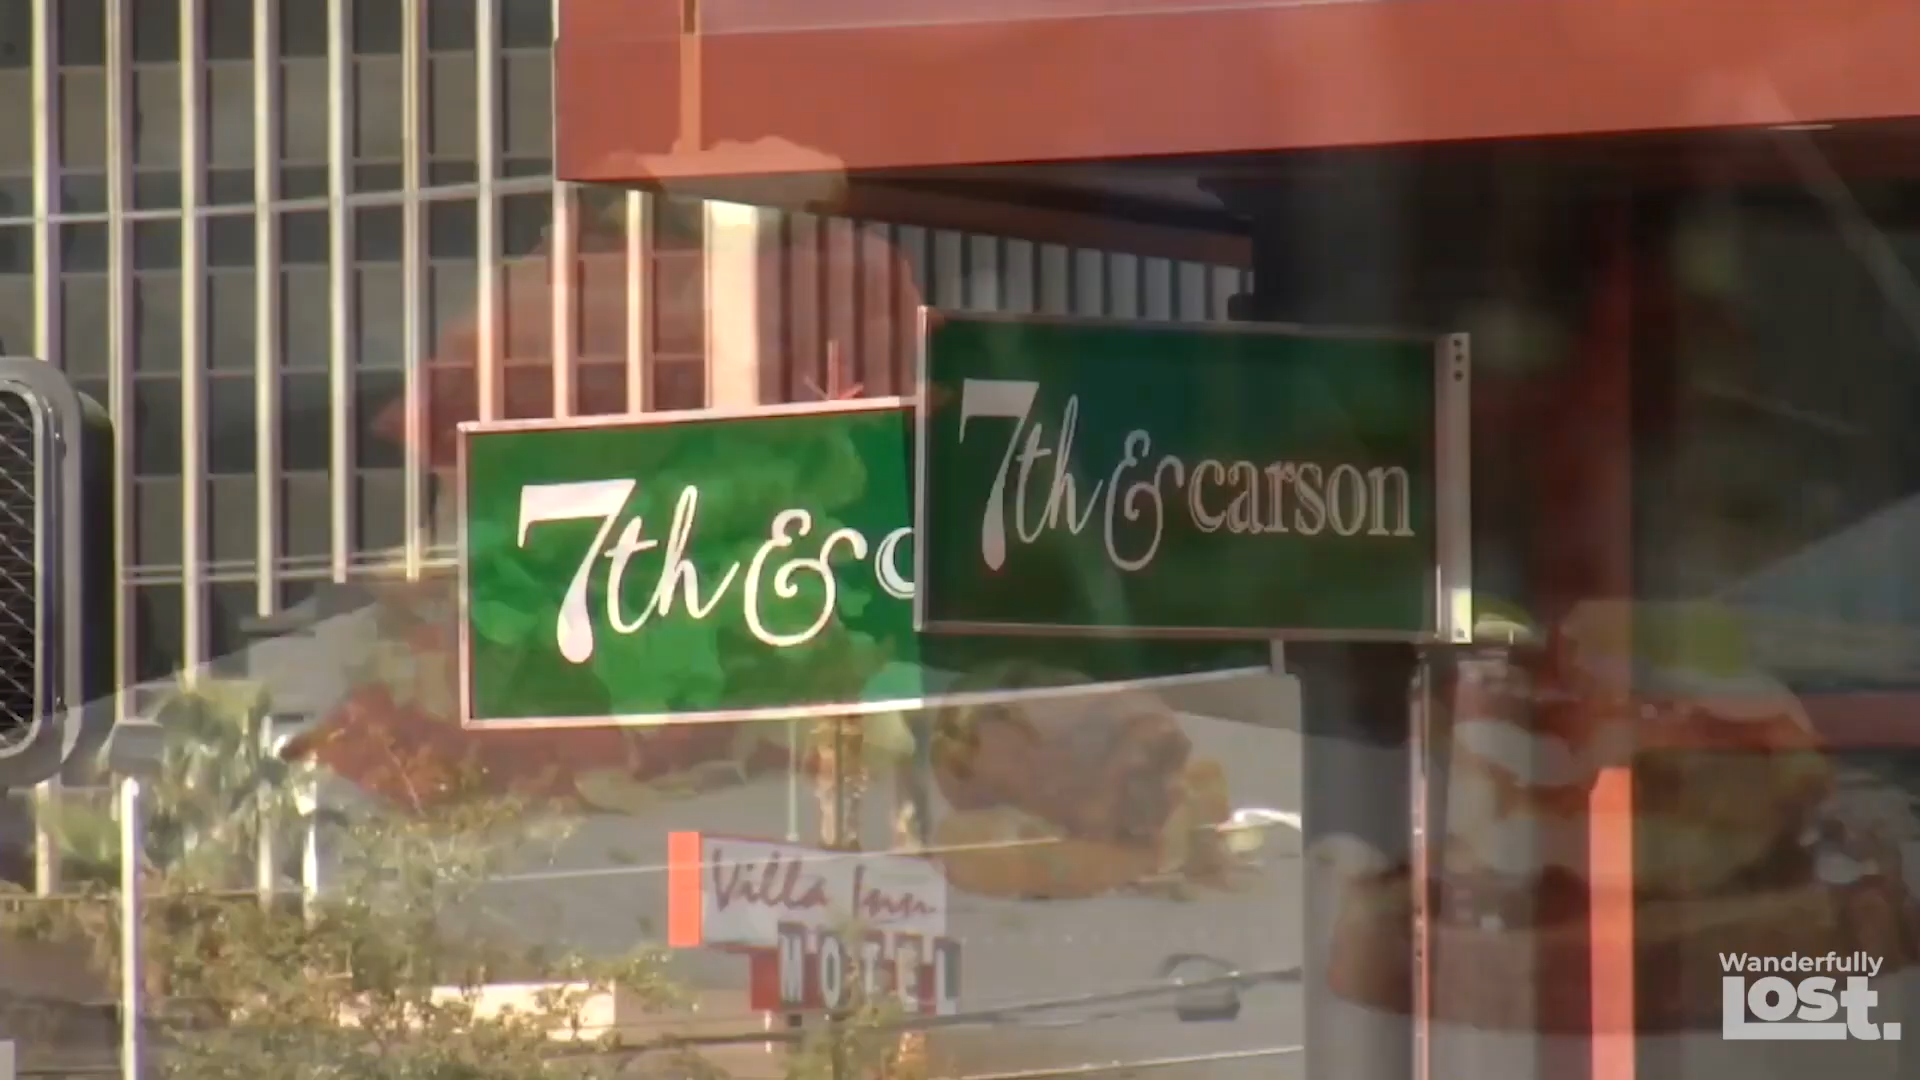 7th & carson
7th & c
Villa Inn
MOTEL
Wanderfully
Lost.